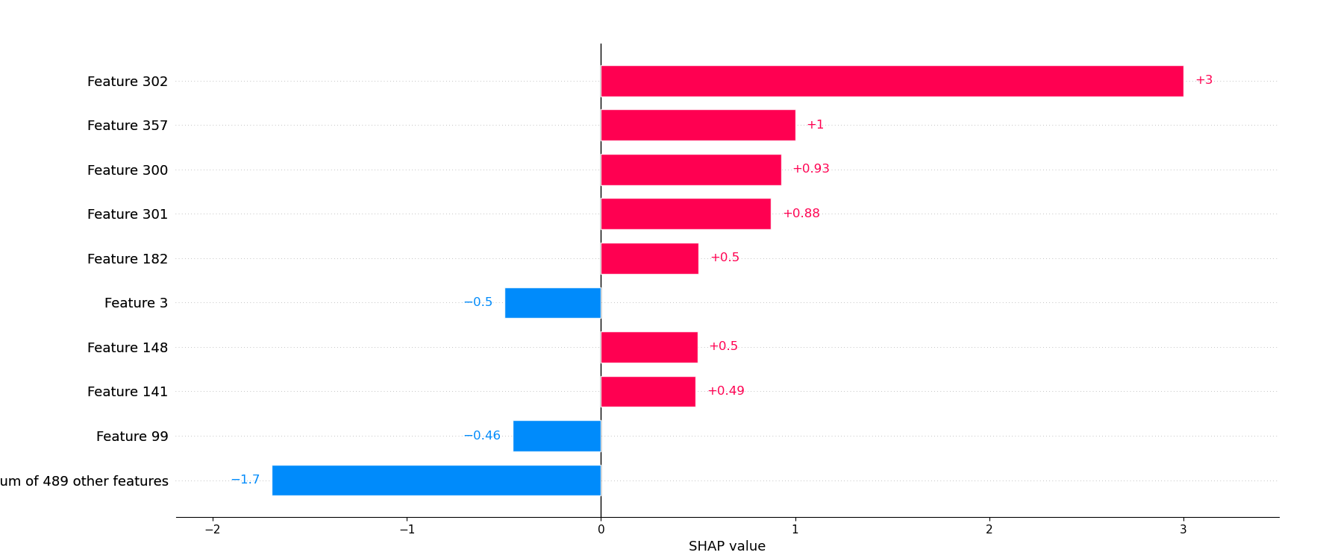 Feature 302 +3
Feature 357 +1
Feature 300 +0.93
Feature 301 +0.88
Feature 182 +0.5
Feature 3 −0.5
Feature 148 +0.5
Feature 141 +0.49
Feature 99 −0.46
um of 489 other features −1.7
−2 −1 0 1 2 3
SHAP value